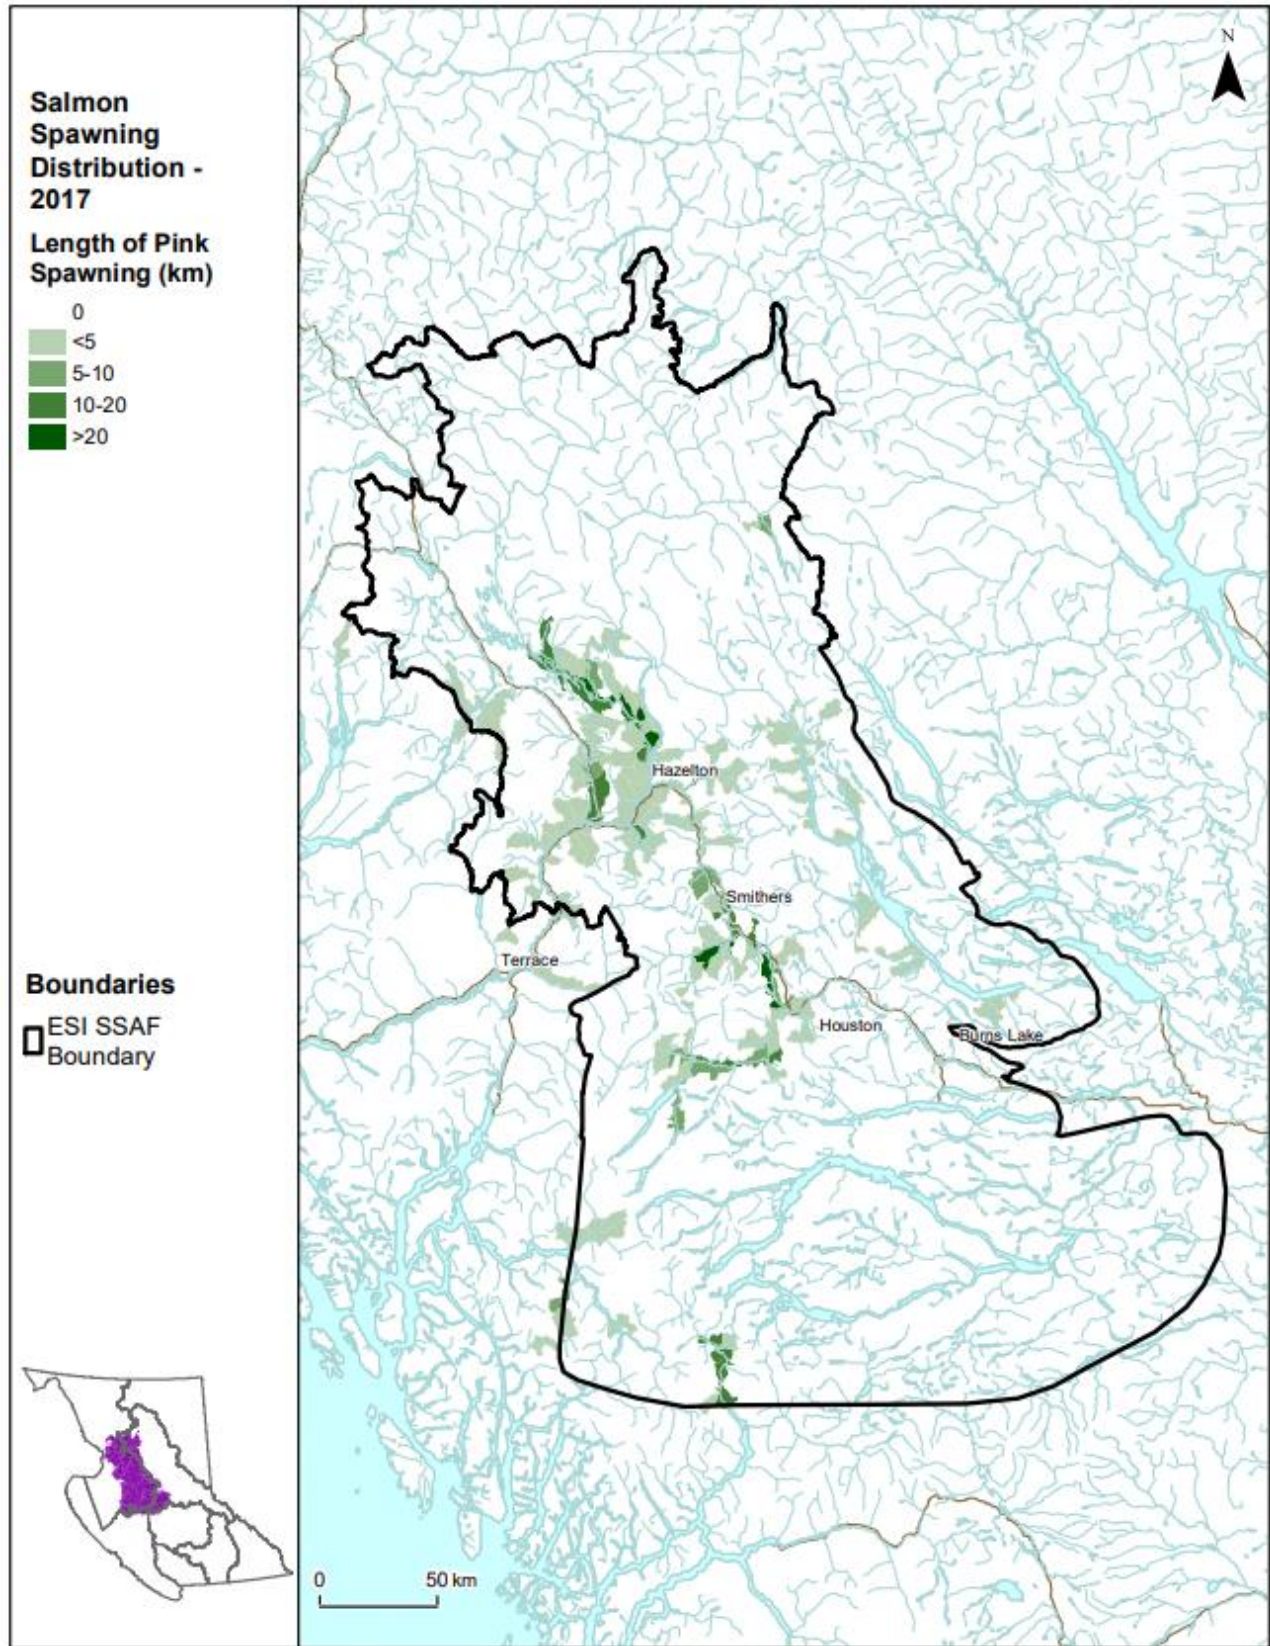 Salmon
Spawning
Distribution -
2017
Length of Pink
Spawning (km)
0
<5
5-10
10-20
>20
Boundaries
ESI SSAF
Boundary
N
Hazelton
Smithers
Terrace
Houston
Burns Lake
0 50 km